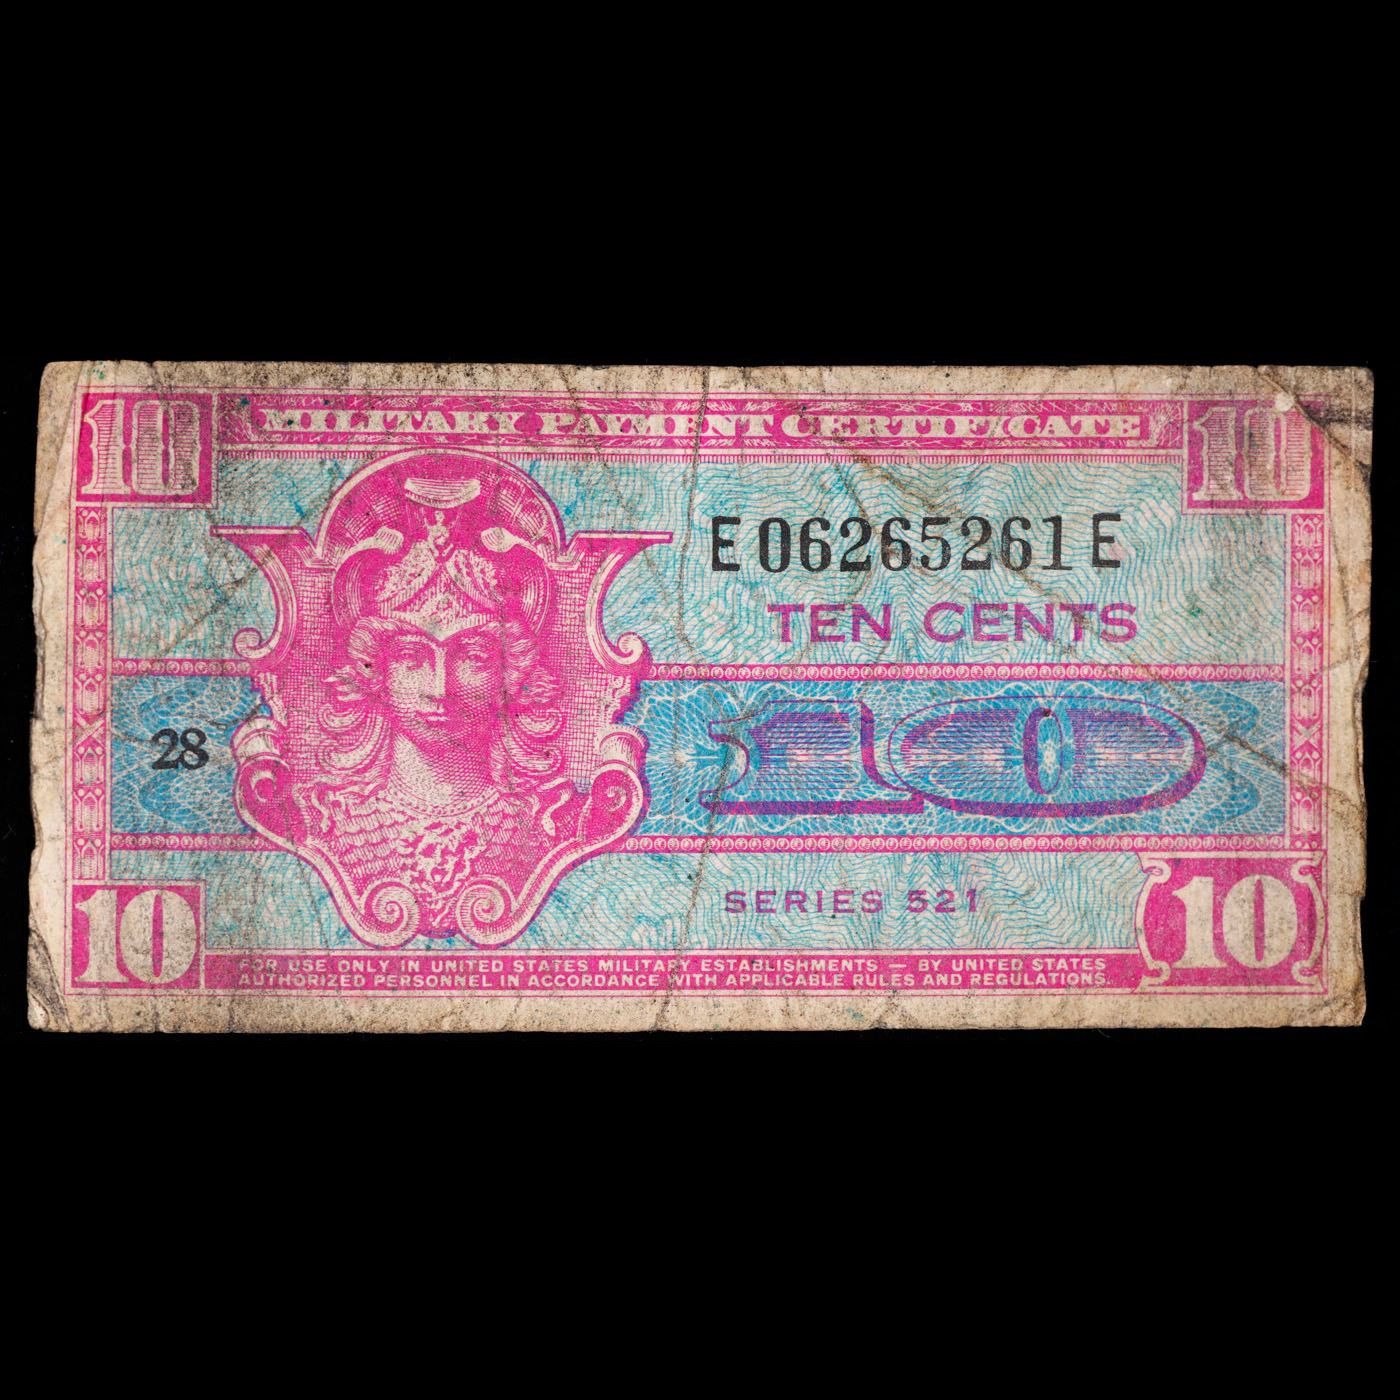 10 MILITARY PAYMENT CERTIFICATE 10
E06265261E
TEN CENTS
28
10
SERIES 521
10
10
FOR USE ONLY IN UNITED STATES MILITARY ESTABLISHMENTS — BY UNITED STATES
AUTHORIZED PERSONNEL IN ACCORDANCE WITH APPLICABLE RULES AND REGULATIONS.